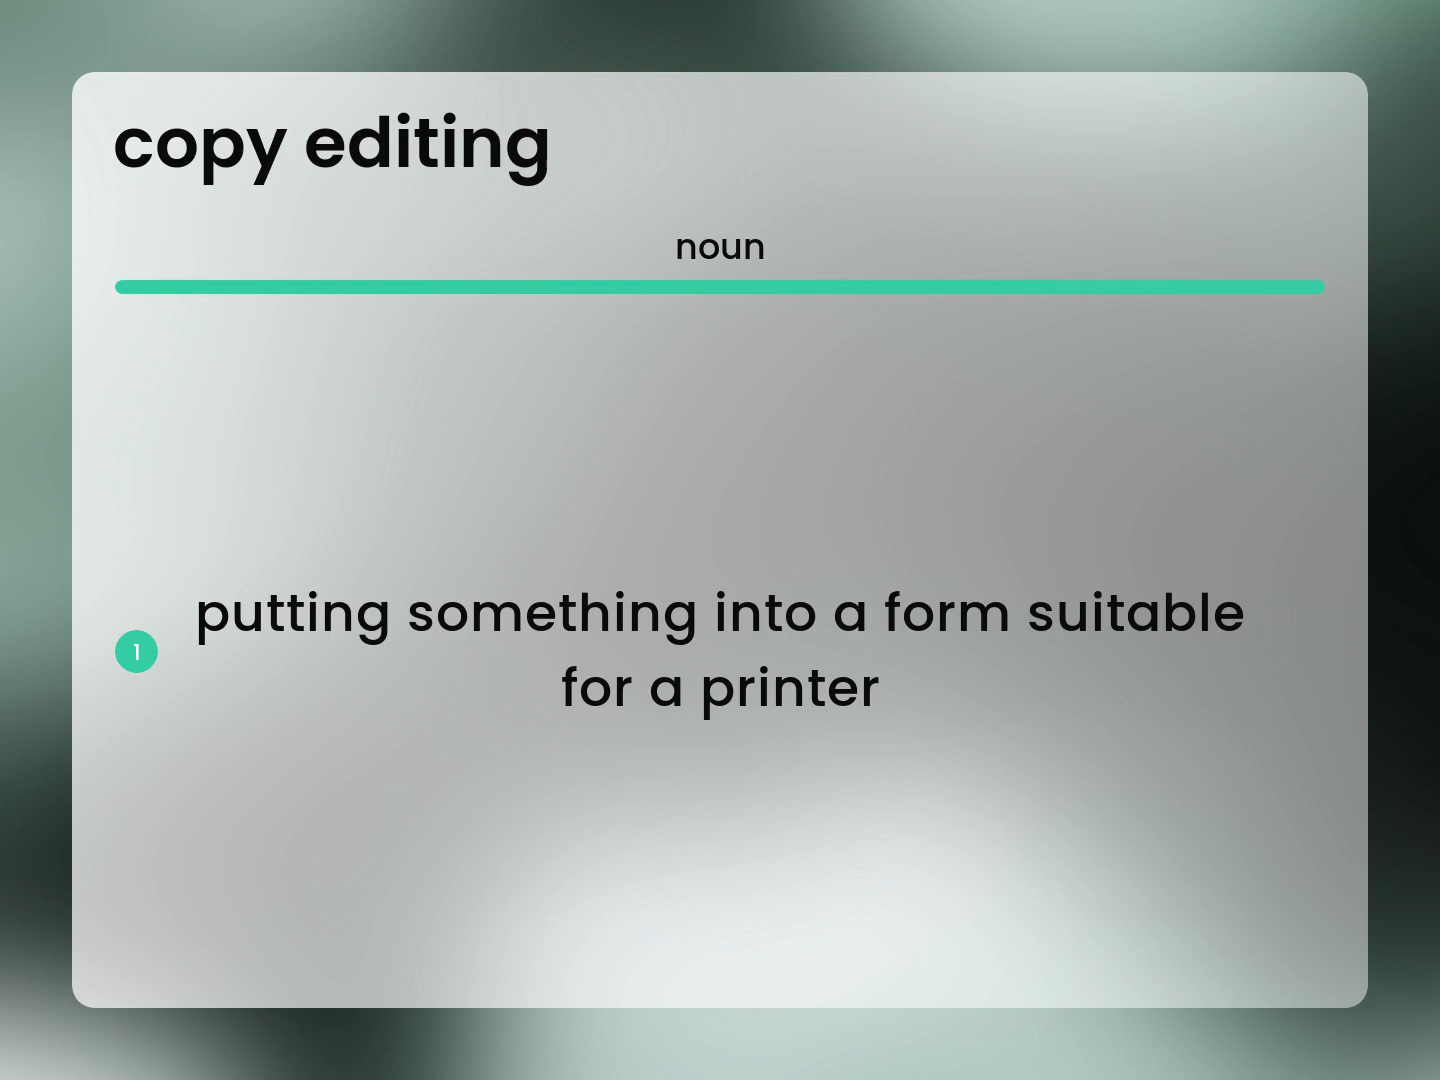 copy editing
noun
1
putting something into a form suitable
for a printer